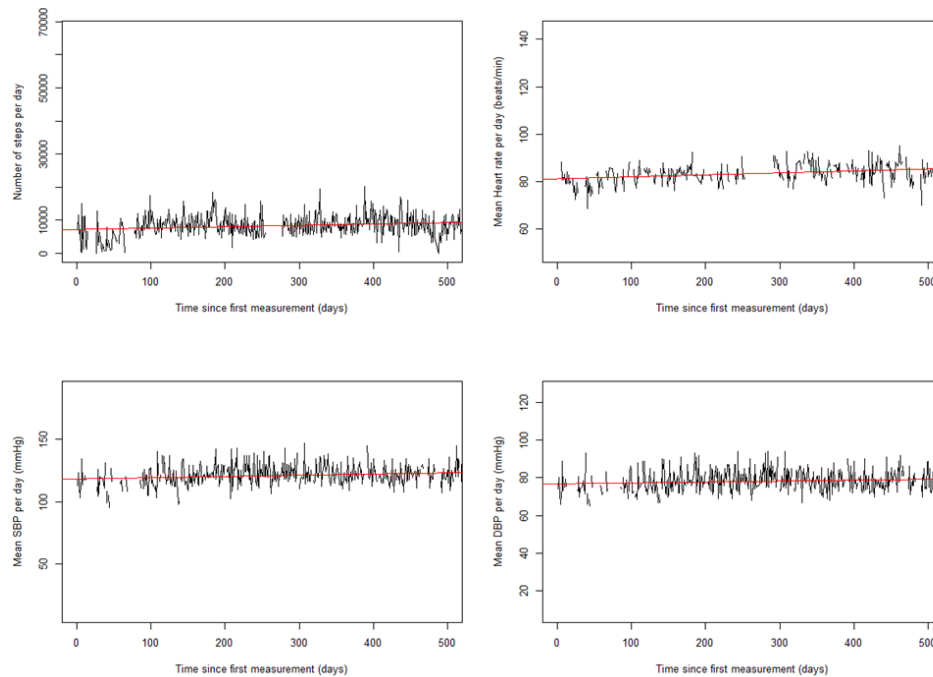 Number of steps per day
70000
50000
30000
10000
0
0 100 200 300 400 500
Time since first measurement (days)
Mean Heart rate per day (beats/min)
140
120
100
80
60
0 100 200 300 400 500
Time since first measurement (days)
Mean SBP per day (mmHg)
150
100
50
0 100 200 300 400 500
Time since first measurement (days)
Mean DBP per day (mmHg)
120
100
80
60
40
20
0 100 200 300 400 500
Time since first measurement (days)